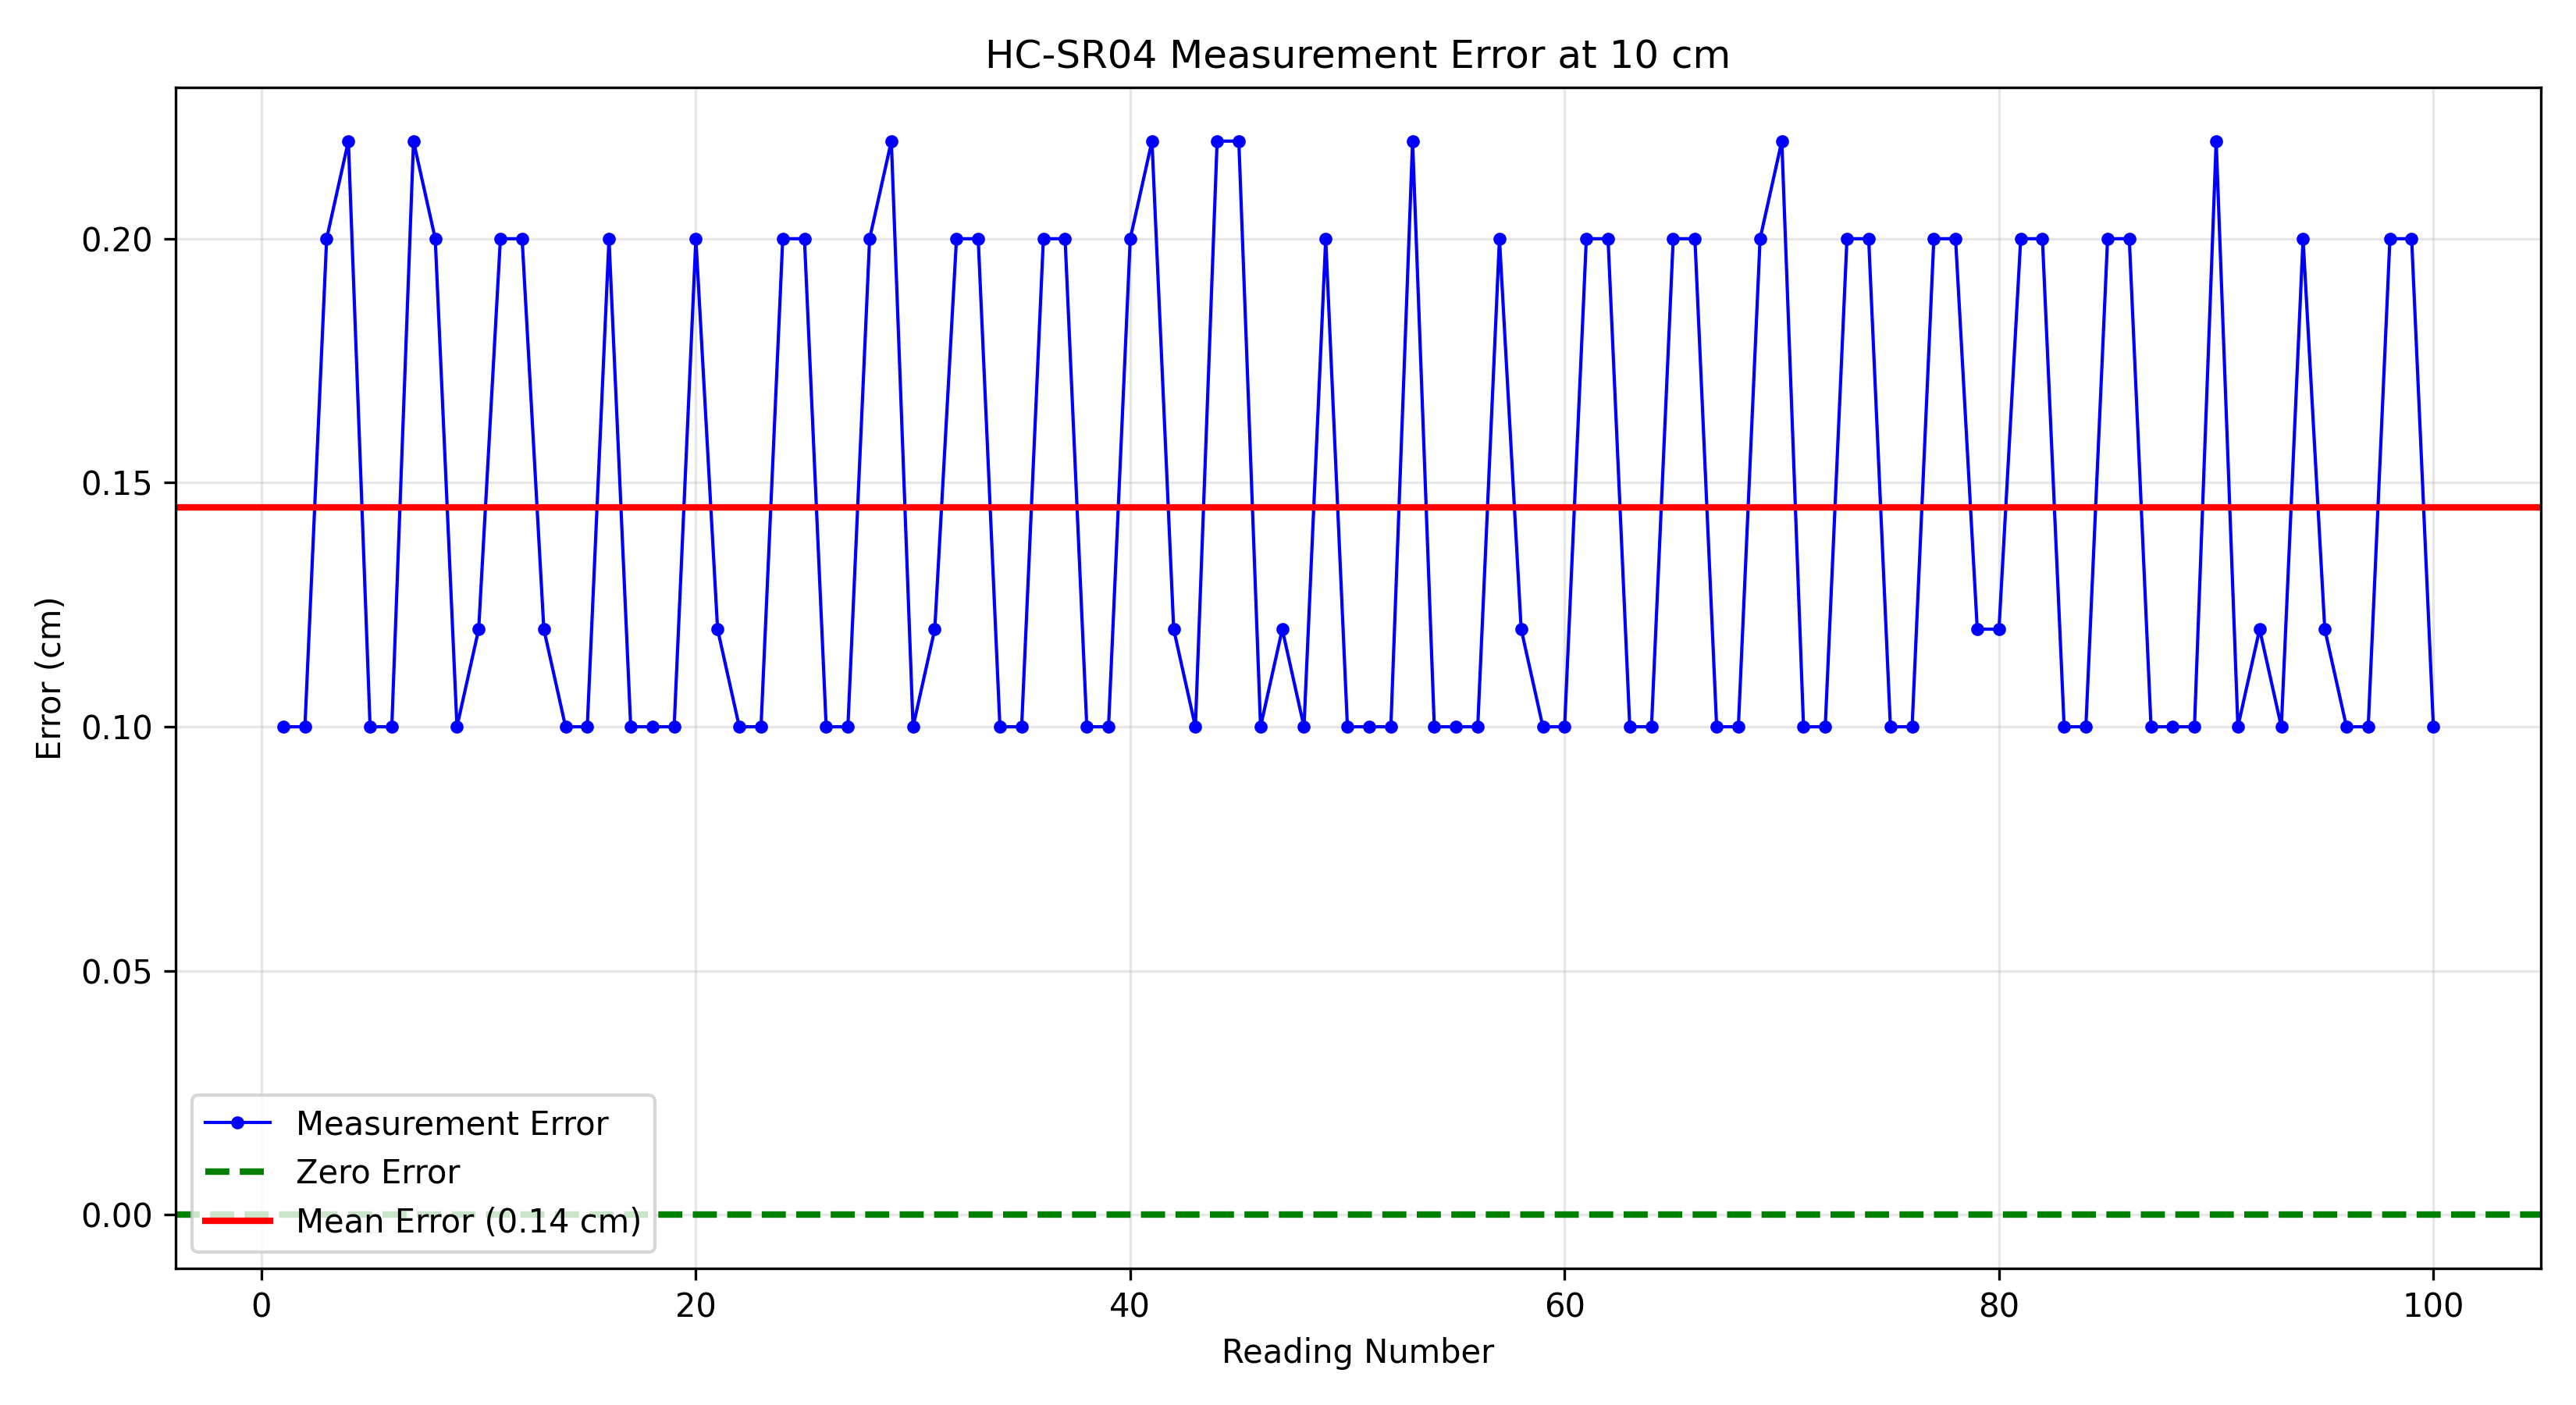 HC-SR04 Measurement Error at 10 cm
Error (cm)
0.20
0.15
0.10
0.05
0.00
Measurement Error
Zero Error
Mean Error (0.14 cm)
0 20 40 60 80 100
Reading Number